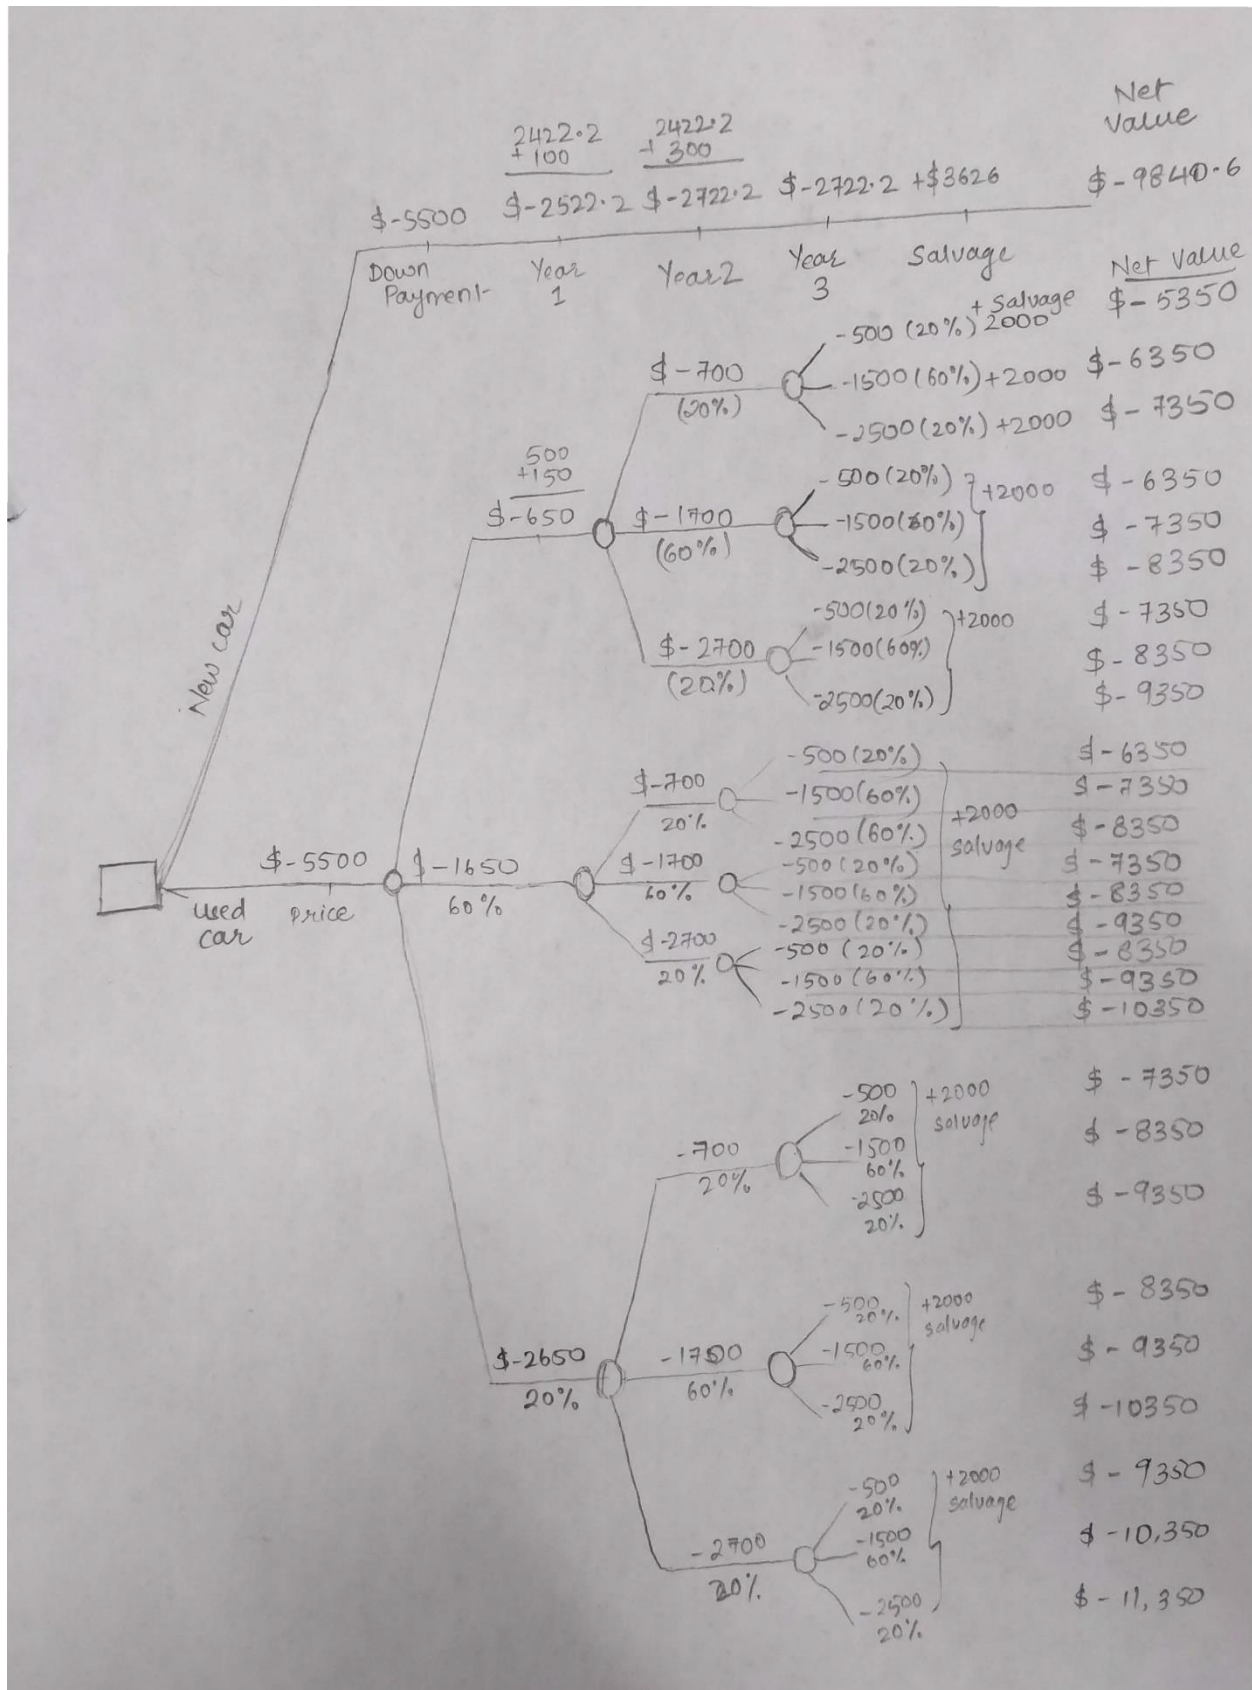 Net
Value
2422.2 2422.2
+100 +300
$-5500 $-2522.2 $-2722.2 $-2722.2 +$3626 $-9840.6
Down Payment Year 1 Year 2 Year 3 Salvage
Net Value
+ Salvage $-5350
-500 (20%) 2000
$-700 -1500 (60%) +2000 $-6350
(20%)
-2500 (20%) +2000 $-7350
500
+150
$-650
-500 (20%) +2000 $-6350
$-1700 -1500 (60%) $-7350
(60%)
-2500 (20%) $-8350
New car
-500 (20%) +2000 $-7350
$-2700 -1500 (60%) $-8350
(20%)
-2500 (20%) $-9350
-500 (20%) $-6350
$-700 -1500 (60%) $-7350
20%
-2500 (60%) +2000 salvage $-8350
$-5500 $-1650 $-1700 -500 (20%) $-7350
used car price 60% 60% -1500 (60%) $-8350
-2500 (20%) $-9350
$-2700 -500 (20%) $-8350
20% -1500 (60%) $-9350
-2500 (20%) $-10350
-500 20% +2000 salvage $-7350
-700 -1500 60% $-8350
20%
-2500 20% $-9350
-500 20% +2000 salvage $-8350
$-2650 -1700 -1500 60% $-9350
20% 60%
-2500 20% $-10350
-500 20% +2000 salvage $-9350
-2700 -1500 60% $-10,350
20%
-2500 20% $-11,350